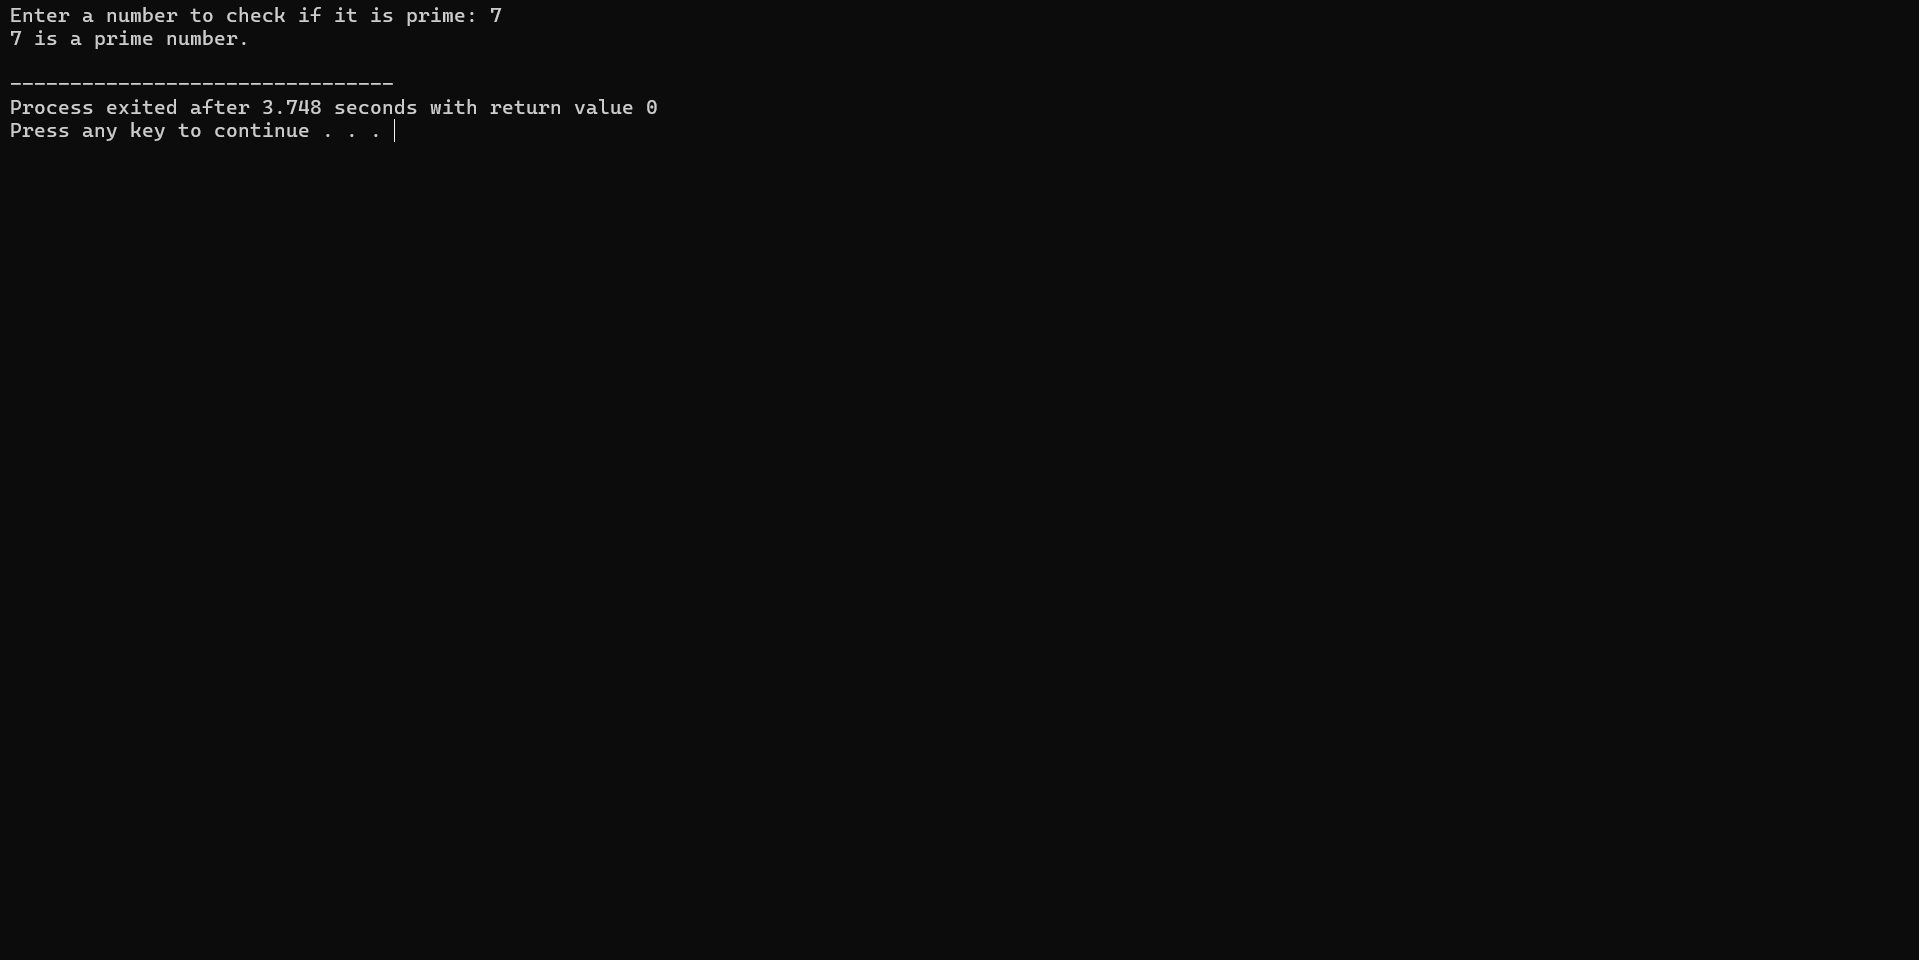 Enter a number to check if it is prime: 7
7 is a prime number.
--------------------------------
Process exited after 3.748 seconds with return value 0
Press any key to continue . . .